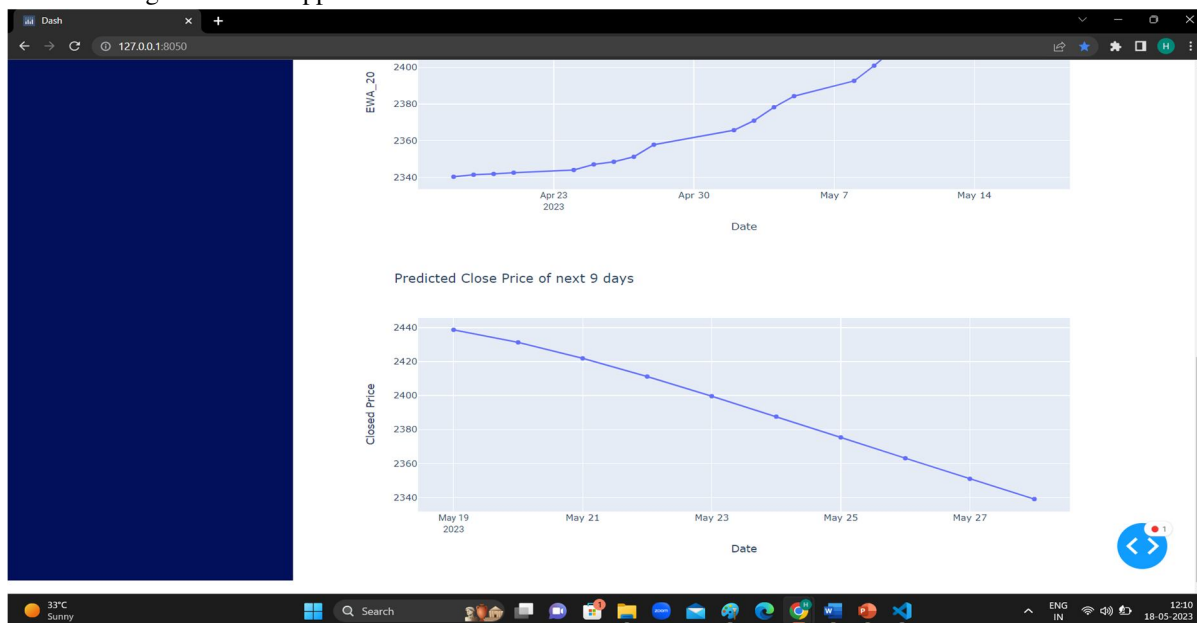 Dash
127.0.0.1:8050
H
EWA_20
2400
2380
2360
2340
Apr 23
2023
Apr 30
May 7
May 14
Date
Predicted Close Price of next 9 days
Closed Price
2440
2420
2400
2380
2360
2340
May 19
2023
May 21
May 23
May 25
May 27
Date
1
33°C
Sunny
Search
ENG
IN
12:10
18-05-2023